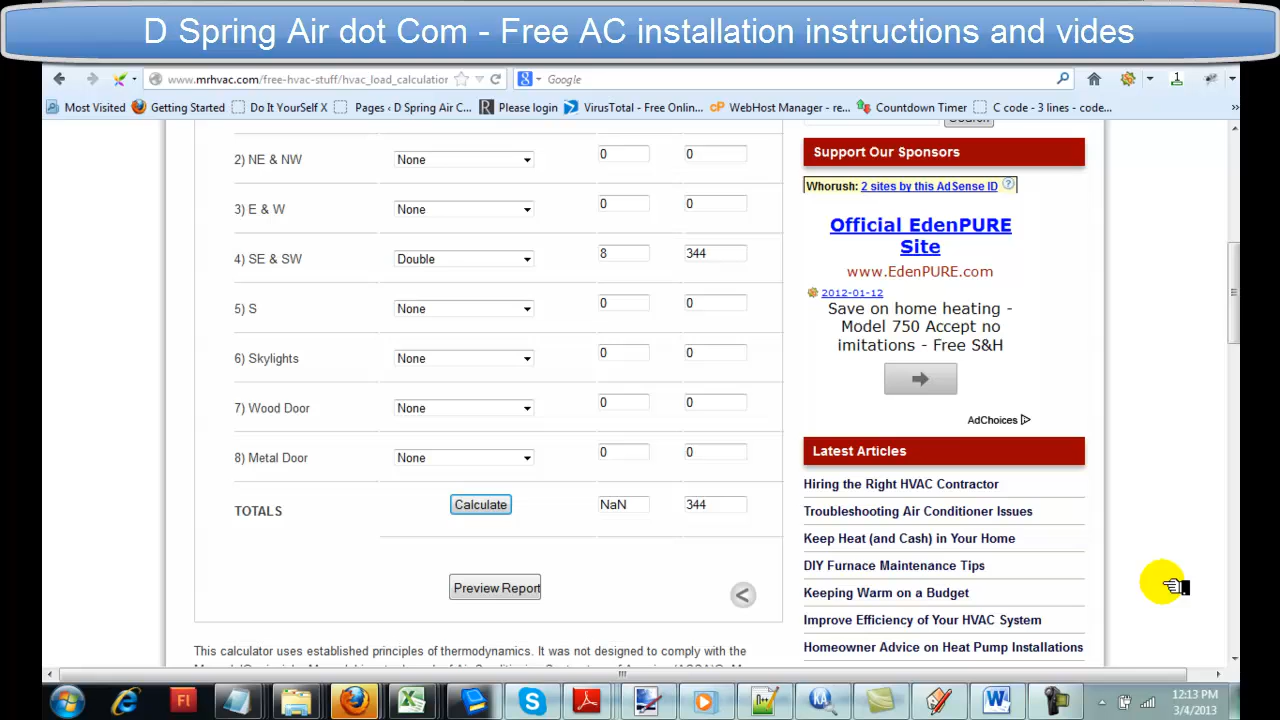 D Spring Air dot Com - Free AC installation instructions and vides
www.mrhvac.com/free-hvac-stuff/hvac_load_calculation
Google
Most Visited Getting Started Do It YourSelf X Pages ‹ D Spring Air C... Please login VirusTotal - Free Onlin... WebHost Manager - re... Countdown Timer C code - 3 lines - co...
Search
Support Our Sponsors
2) NE & NW None 0 0
Whorush: 2 sites by this AdSense ID
3) E & W None 0 0
Official EdenPURE
Site
4) SE & SW Double 8 344
www.EdenPURE.com
2012-01-12
5) S None 0 0
Save on home heating -
Model 750 Accept no
imitations - Free S&H
6) Skylights None 0 0
7) Wood Door None 0 0
AdChoices
8) Metal Door None 0 0
Latest Articles
Hiring the Right HVAC Contractor
TOTALS Calculate NaN 344
Troubleshooting Air Conditioner Issues
Keep Heat (and Cash) in Your Home
DIY Furnace Maintenance Tips
Preview Report
Keeping Warm on a Budget
Improve Efficiency of Your HVAC System
Homeowner Advice on Heat Pump Installations
This calculator uses established principles of thermodynamics. It was not designed to comply with the
12:13 PM
3/4/2013